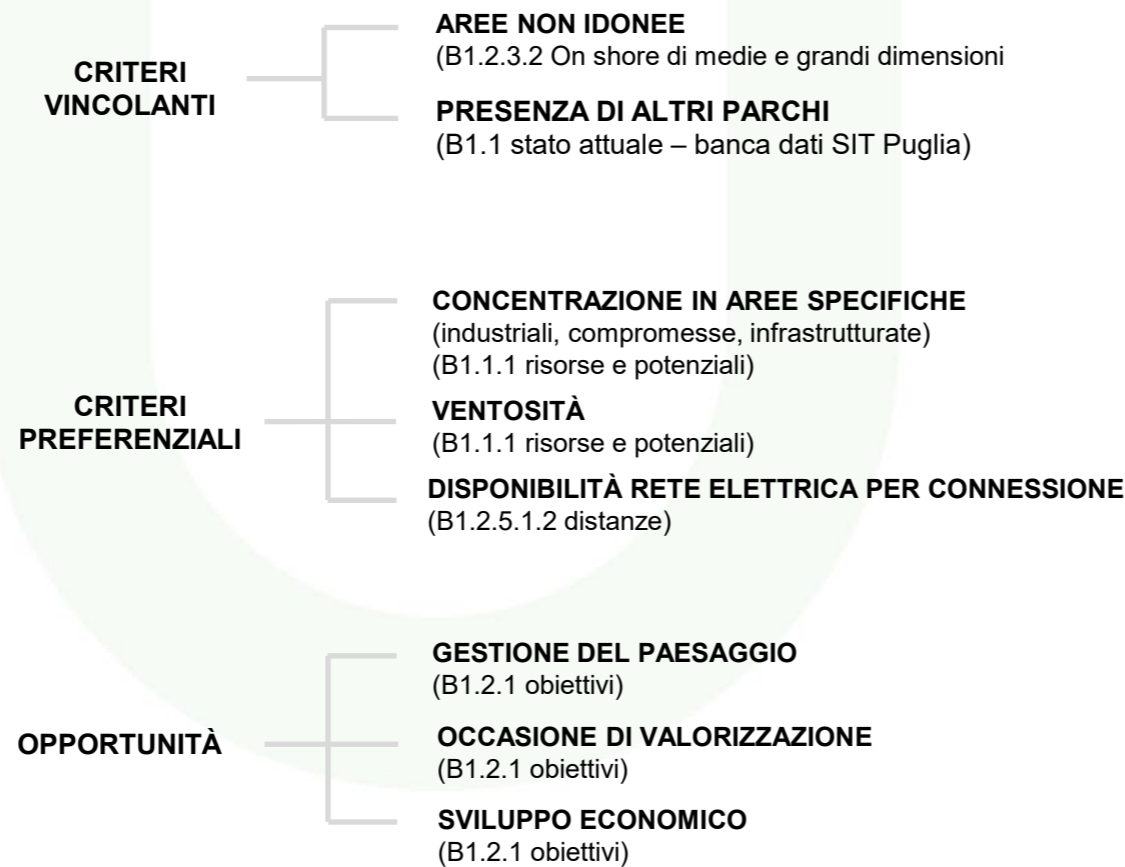 CRITERI
VINCOLANTI
AREE NON IDONEE
(B1.2.3.2 On shore di medie e grandi dimensioni
PRESENZA DI ALTRI PARCHI
(B1.1 stato attuale – banca dati SIT Puglia)
CRITERI
PREFERENZIALI
CONCENTRAZIONE IN AREE SPECIFICHE
(industriali, compromesse, infrastrutturate)
(B1.1.1 risorse e potenziali)
VENTOSITÀ
(B1.1.1 risorse e potenziali)
DISPONIBILITÀ RETE ELETTRICA PER CONNESSIONE
(B1.2.5.1.2 distanze)
OPPORTUNITÀ
GESTIONE DEL PAESAGGIO
(B1.2.1 obiettivi)
OCCASIONE DI VALORIZZAZIONE
(B1.2.1 obiettivi)
SVILUPPO ECONOMICO
(B1.2.1 obiettivi)